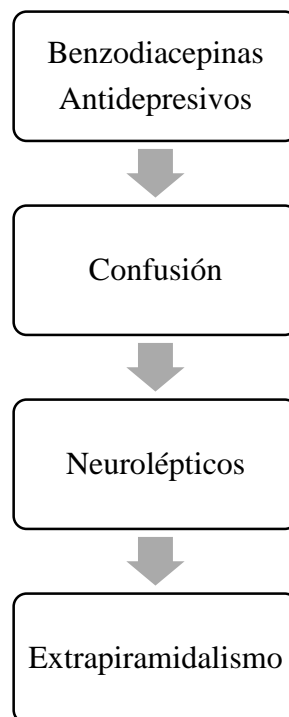 Benzodiacepinas
Antidepresivos
Confusión
Neurolépticos
Extrapiramidalismo